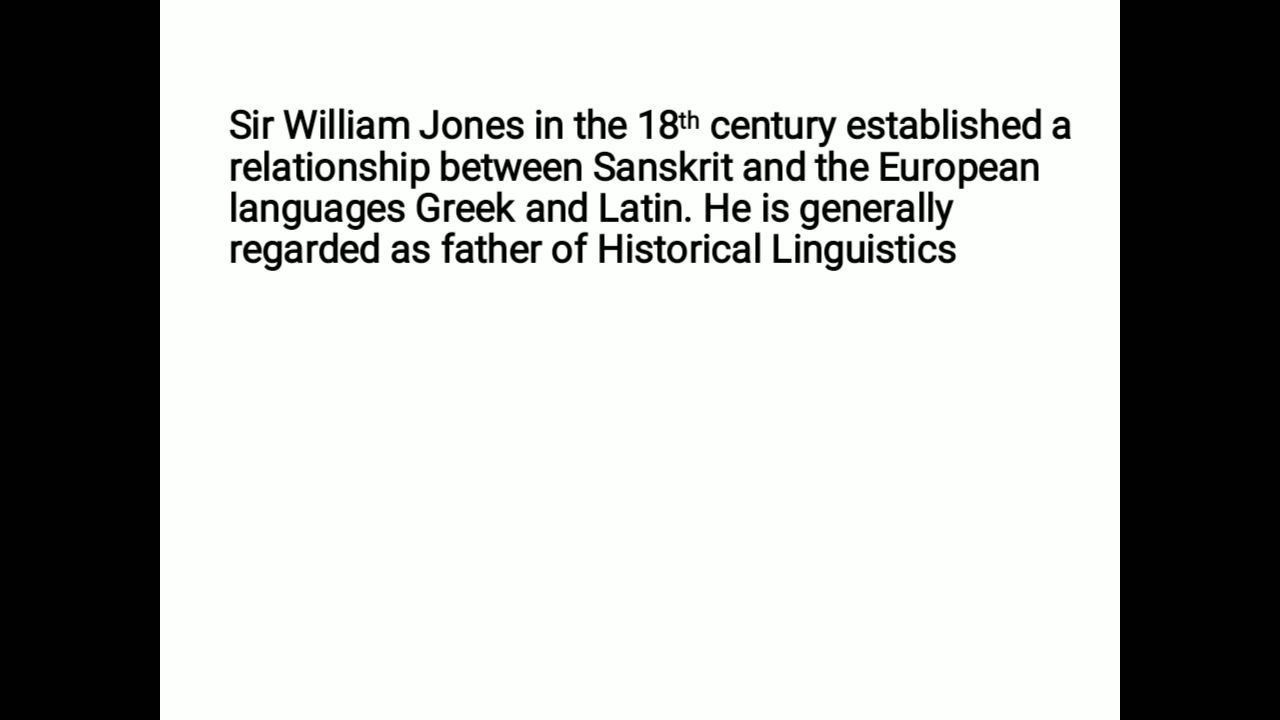 Sir William Jones in the 18th century established a
relationship between Sanskrit and the European
languages Greek and Latin. He is generally
regarded as father of Historical Linguistics